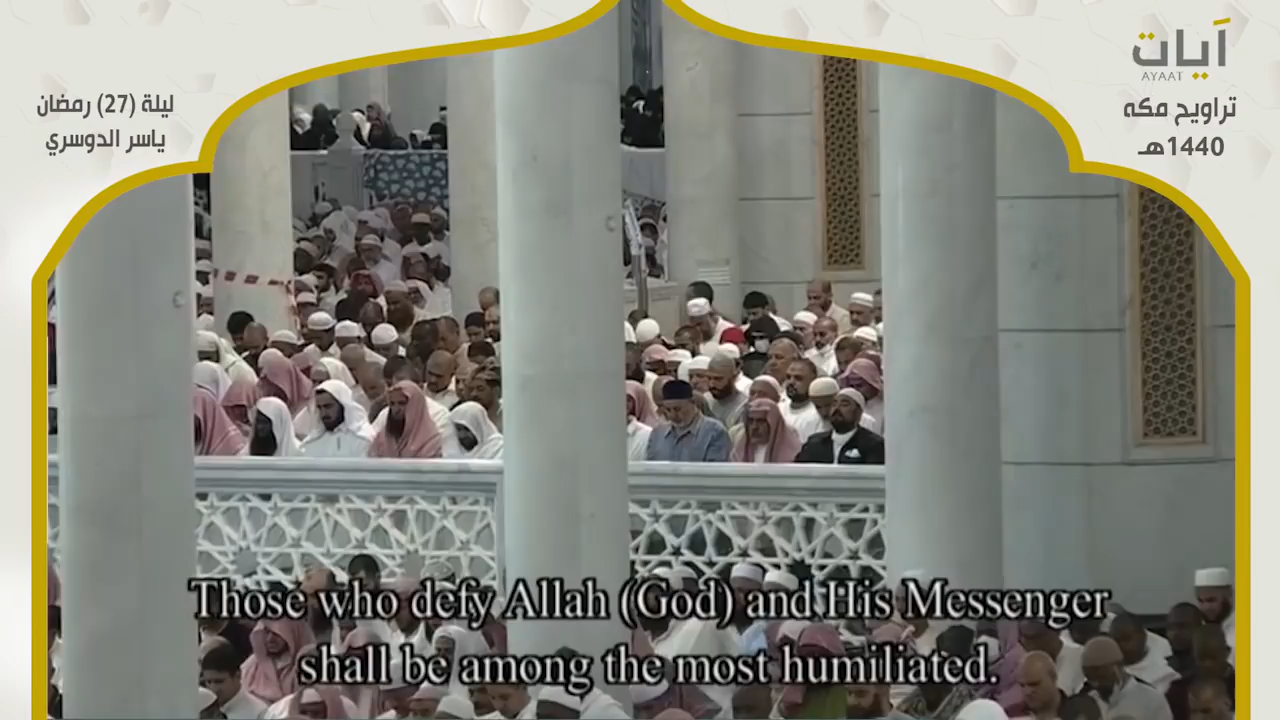 آيات
AYAAT
تراويح مكه
1440هـ
ليلة (27) رمضان
ياسر الدوسري
Those who defy Allah (God) and His Messenger
shall be among the most humiliated.